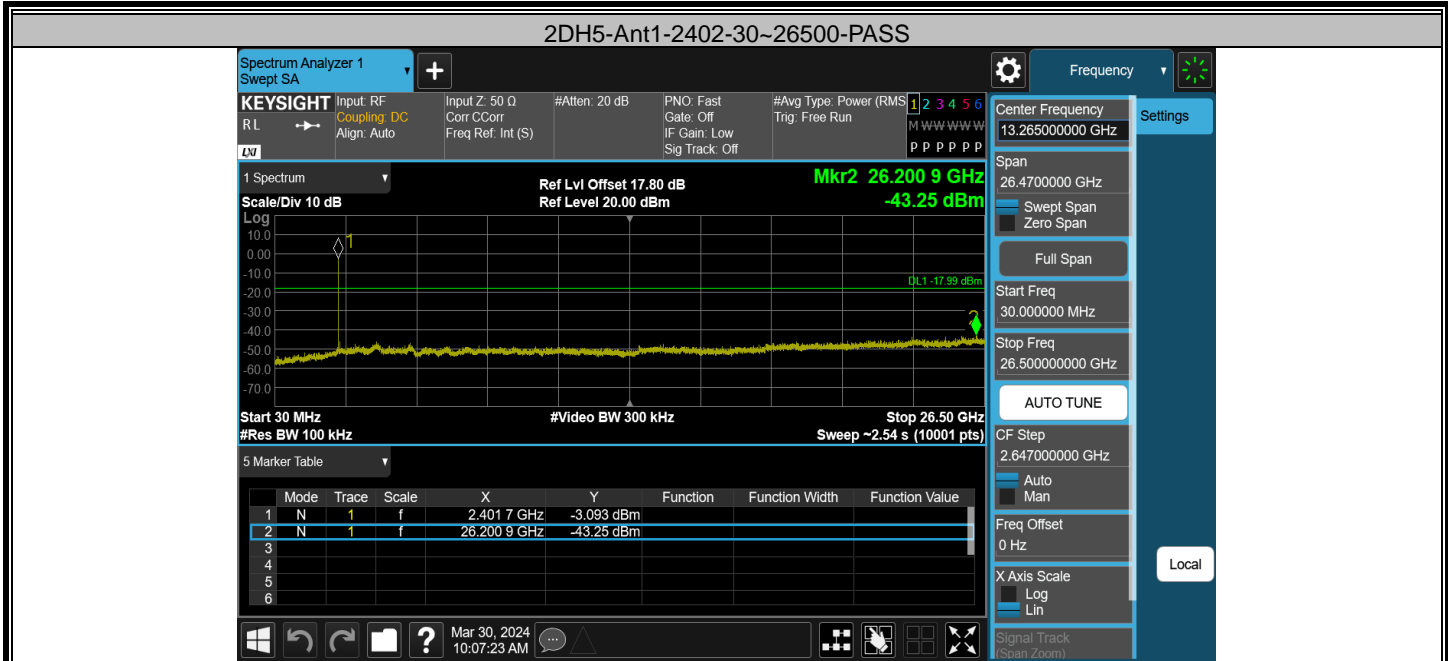 2DH5-Ant1-2402-30~26500-PASS
Spectrum Analyzer 1
Swept SA
Frequency
KEYSIGHT
RL
LXI
Input: RF
Coupling: DC
Align: Auto
Input Z: 50 Ω
Corr CCorr
Freq Ref: Int (S)
#Atten: 20 dB
PNO: Fast
Gate: Off
IF Gain: Low
Sig Track: Off
#Avg Type: Power (RMS
Trig: Free Run
1 2 3 4 5 6
M W W W W W
P P P P P P
1 Spectrum
Scale/Div 10 dB
Log
Ref Lvl Offset 17.80 dB
Ref Level 20.00 dBm
Mkr2 26.200 9 GHz
-43.25 dBm
10.0
0.00
-10.0
-20.0
-30.0
-40.0
-50.0
-60.0
-70.0
1
2
DL1 -17.99 dBm
Start 30 MHz
#Res BW 100 kHz
#Video BW 300 kHz
Stop 26.50 GHz
Sweep ~2.54 s (10001 pts)
5 Marker Table
Mode Trace Scale X Y Function Function Width Function Value
1 N 1 f 2.401 7 GHz -3.093 dBm
2 N 1 f 26.200 9 GHz -43.25 dBm
3
4
5
6
Mar 30, 2024
10:07:23 AM
Center Frequency
13.265000000 GHz
Span
26.4700000 GHz
Swept Span
Zero Span
Full Span
Start Freq
30.000000 MHz
Stop Freq
26.500000000 GHz
AUTO TUNE
CF Step
2.647000000 GHz
Auto
Man
Freq Offset
0 Hz
X Axis Scale
Log
Lin
Signal Track
(Span Zoom)
Settings
Local